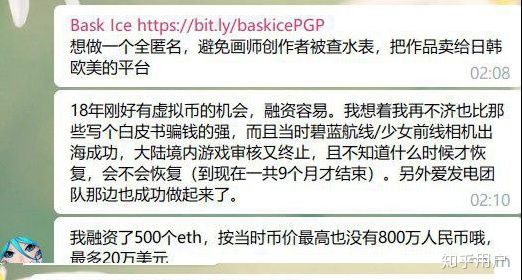 Bask Ice https://bit.ly/baskicePGP
想做一个全匿名，避免画师创作者被查水表，把作品卖给日韩
欧美的平台
02:08
18年刚好有虚拟币的机会，融资容易。我想着我再不济也比那
些写个白皮书骗钱的强，而且当时碧蓝航线/少女前线相机出
海成功，大陆境内游戏审核又终止，且不知道什么时候才恢
复，会不会恢复（到现在一共9个月才结束）。另外爱发电团
队那边也成功做起来了。
02:10
我融资了500个eth，按当时币价最高也没有800万人民币哦，
最多20万美元
知乎用户